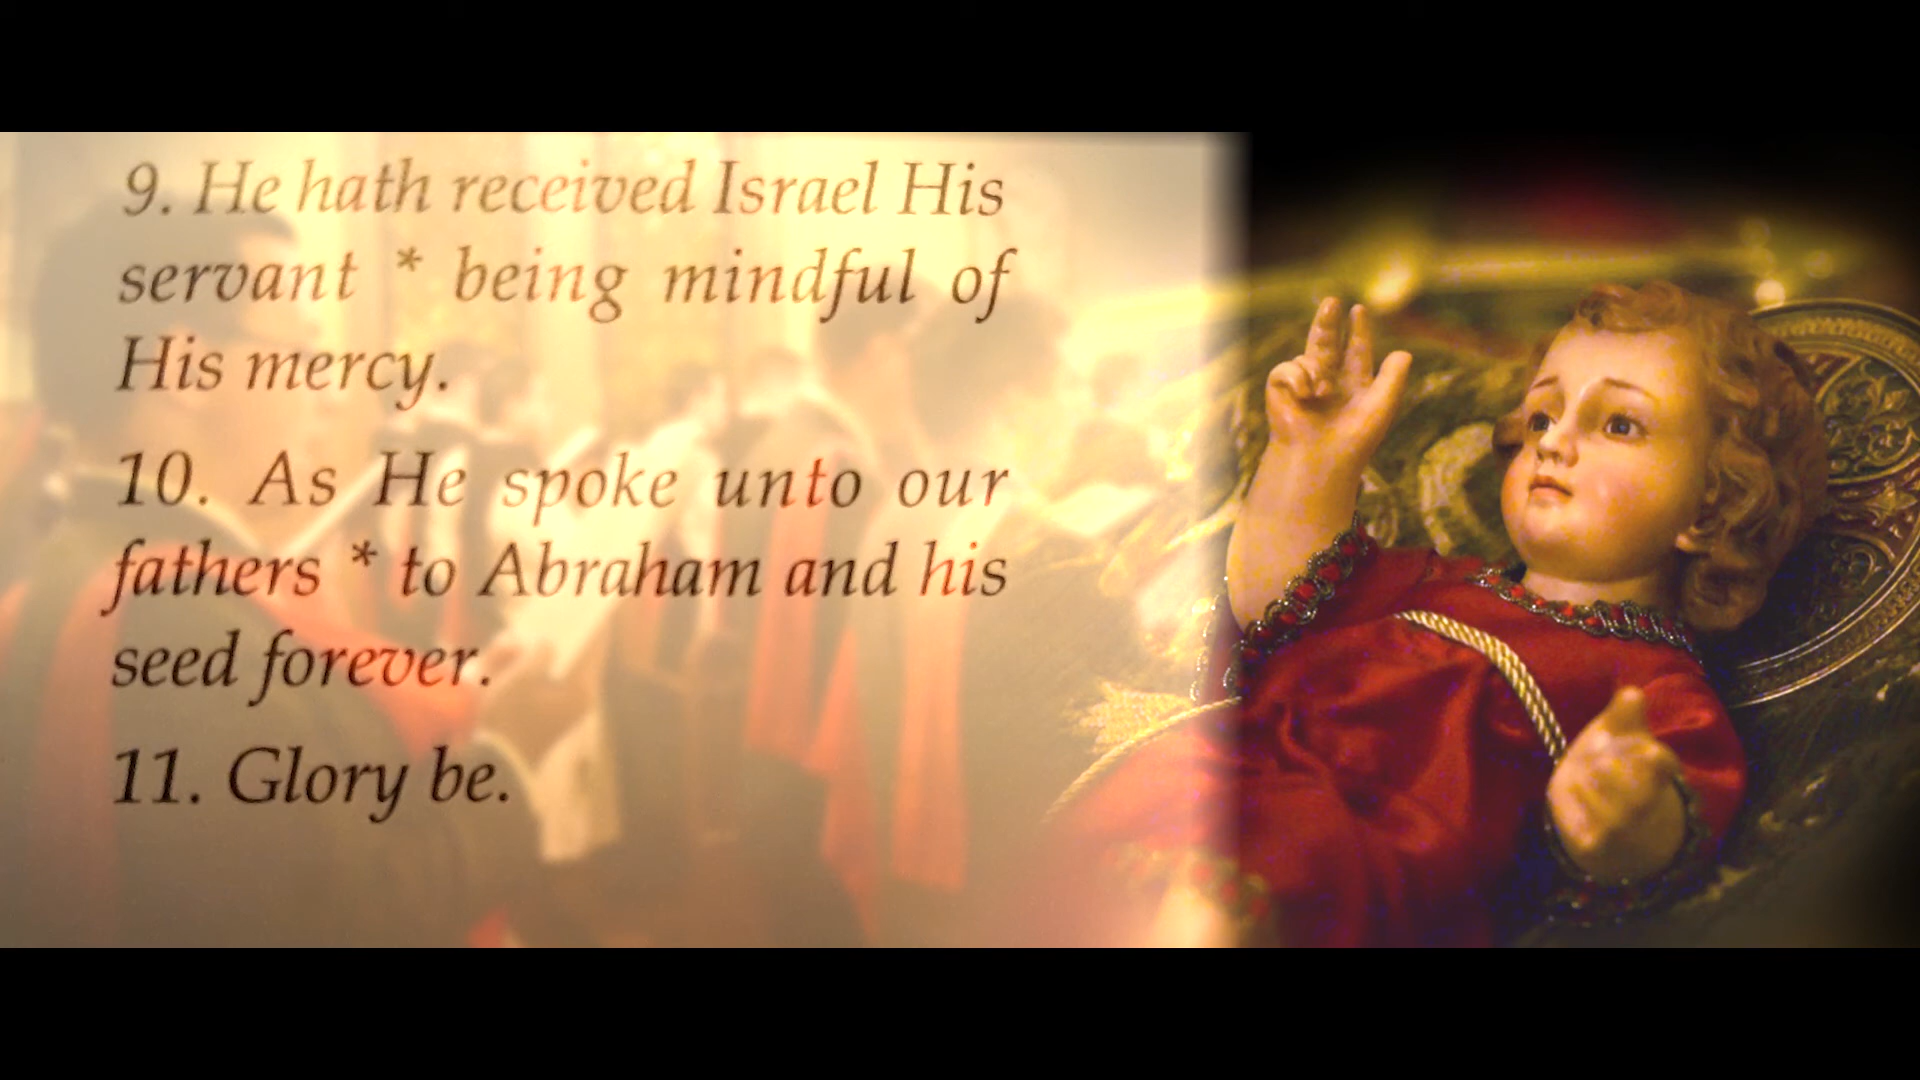 9. He hath received Israel His
servant * being mindful of
His mercy.
10. As He spoke unto our
fathers * to Abraham and his
seed forever.
11. Glory be.